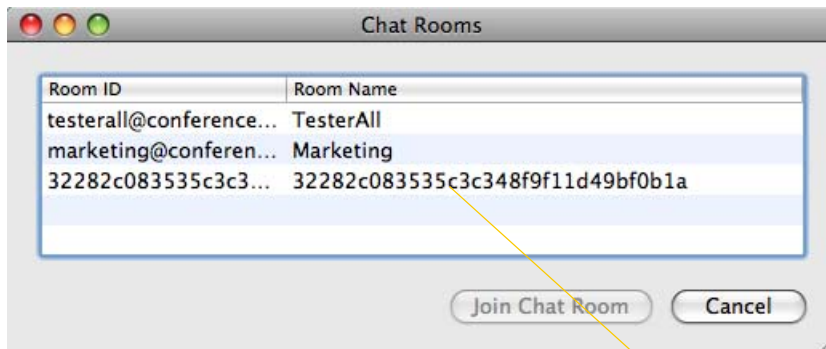 Chat Rooms
Room ID Room Name
testerall@conference... TesterAll
marketing@conferen... Marketing
32282c083535c3c3... 32282c083535c3c348f9f11d49bf0b1a
Join Chat Room Cancel